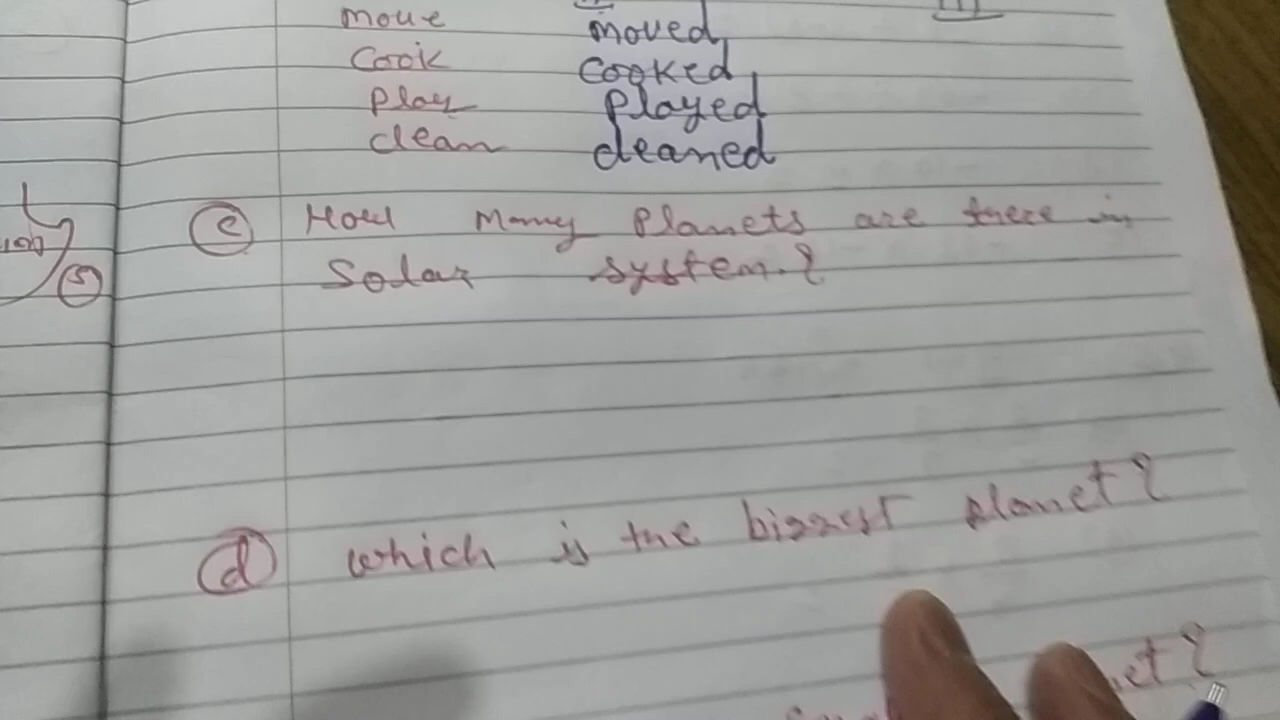 move moved
cook cooked
Play Played
clean cleaned
(c) How Many Planets are there in
Solar system.?
(5)
(d) which is the biggest planet?